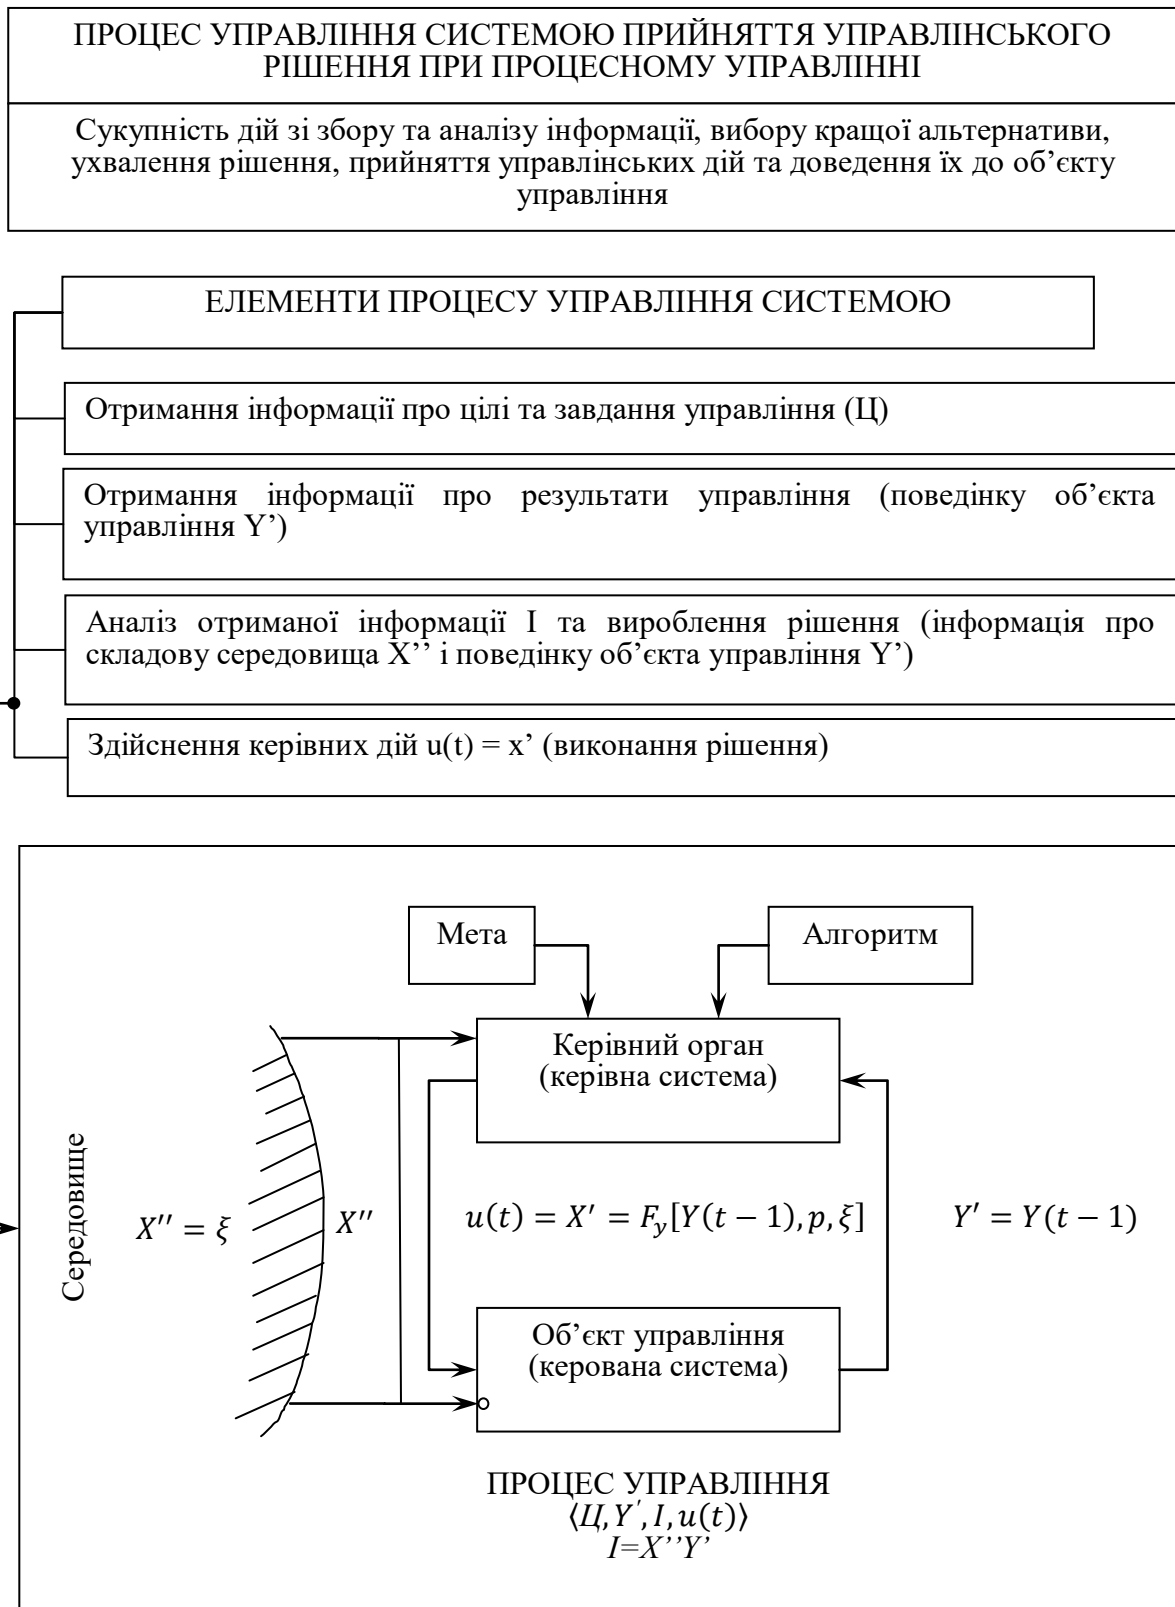 ПРОЦЕС УПРАВЛІННЯ СИСТЕМОЮ ПРИЙНЯТТЯ УПРАВЛІНСЬКОГО
РІШЕННЯ ПРИ ПРОЦЕСНОМУ УПРАВЛІННІ
Сукупність дій зі збору та аналізу інформації, вибору кращої альтернативи,
ухвалення рішення, прийняття управлінських дій та доведення їх до об’єкту
управління
ЕЛЕМЕНТИ ПРОЦЕСУ УПРАВЛІННЯ СИСТЕМОЮ
Отримання інформації про цілі та завдання управління (Ц)
Отримання інформації про результати управління (поведінку об’єкта
управління Y’)
Аналіз отриманої інформації I та вироблення рішення (інформація про
складову середовища X’’ і поведінку об’єкта управління Y’)
Здійснення керівних дій u(t) = x’ (виконання рішення)
Мета
Алгоритм
Керівний орган
(керівна система)
Середовище
X′′ = ξ
X′′
u(t) = X′ = F_y[Y(t − 1), p, ξ]
Y′ = Y(t − 1)
Об’єкт управління
(керована система)
ПРОЦЕС УПРАВЛІННЯ
⟨Ц, Y′, I, u(t)⟩
I=X’’Y’